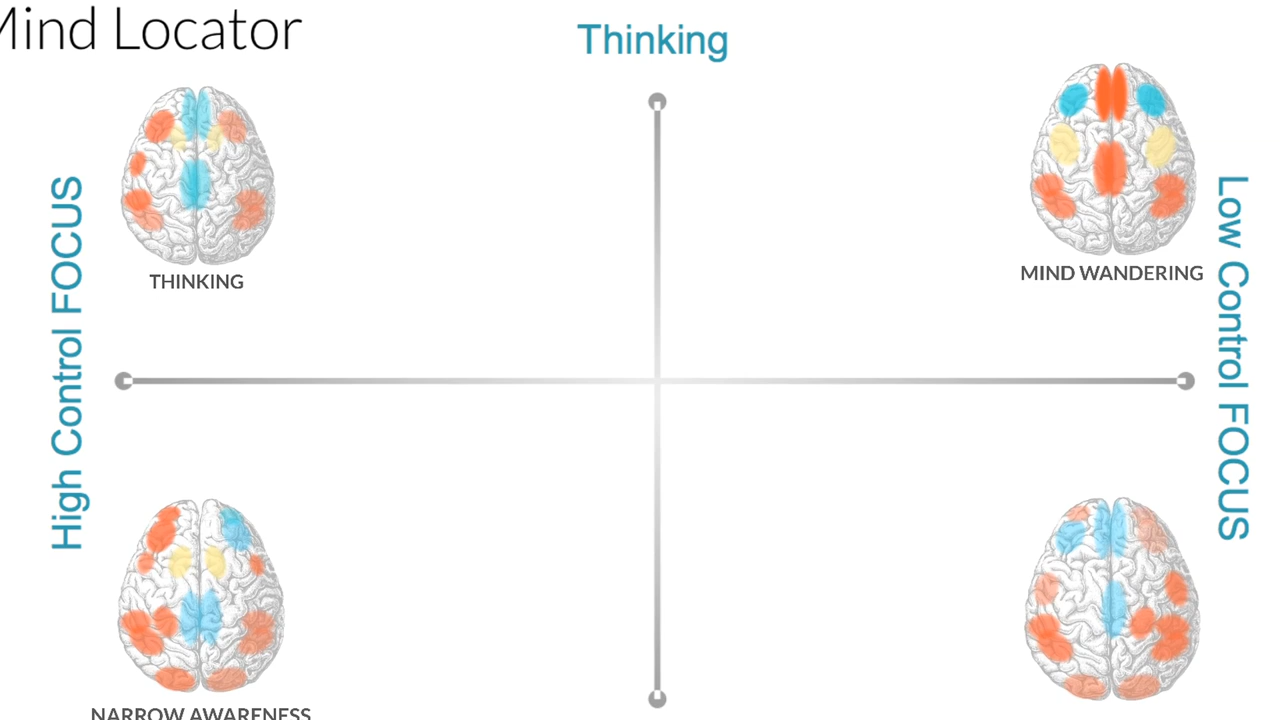 Mind Locator
Thinking
High Control FOCUS
Low Control FOCUS
THINKING
MIND WANDERING
NARROW AWARENESS